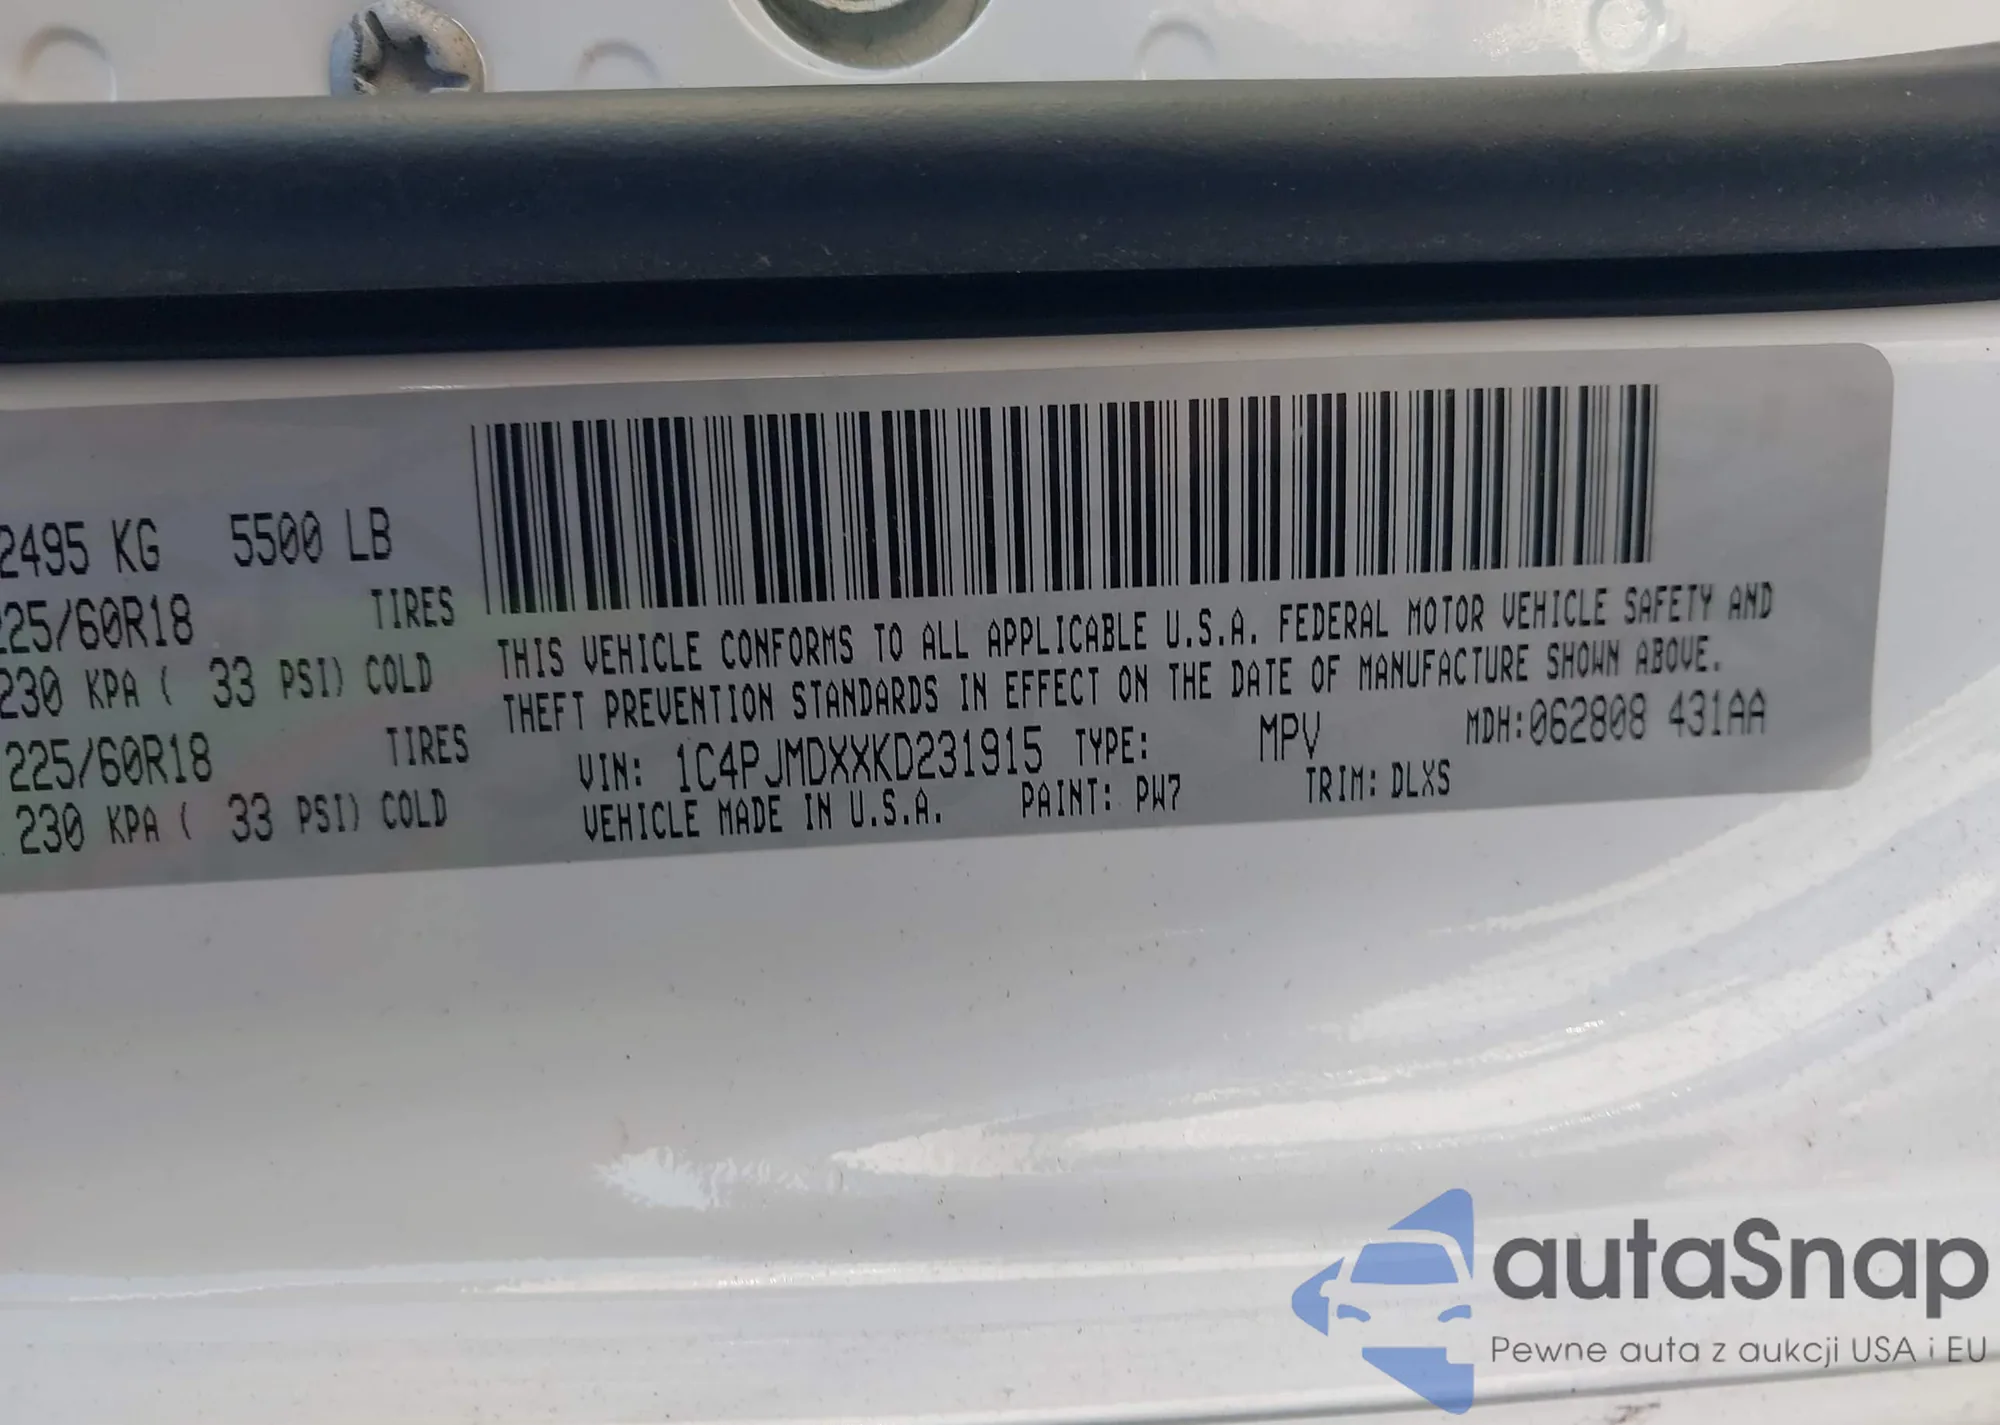 2495 KG 5500 LB
225/60R18 TIRES
230 KPA ( 33 PSI) COLD
225/60R18 TIRES
230 KPA ( 33 PSI) COLD
THIS VEHICLE CONFORMS TO ALL APPLICABLE U.S.A. FEDERAL MOTOR VEHICLE SAFETY AND
THEFT PREVENTION STANDARDS IN EFFECT ON THE DATE OF MANUFACTURE SHOWN ABOVE.
VIN: 1C4PJMDXXKD231915 TYPE: MPV MDH:062808 431AA
VEHICLE MADE IN U.S.A. PAINT: PW7 TRIM: DLXS
autaSnap
Pewne auta z aukcji USA i EU